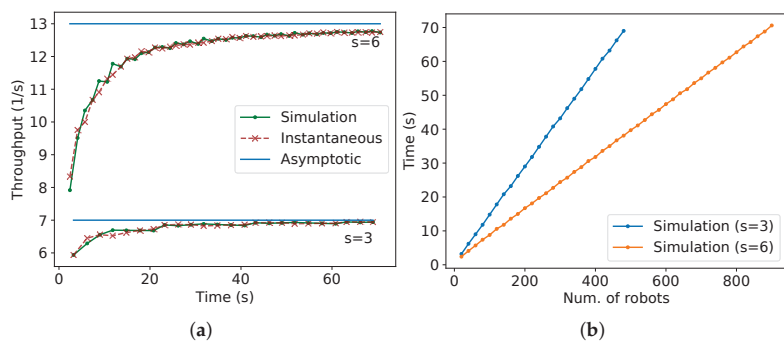 13
12
11
10
9
8
7
6
Throughput (1/s)
s=6
Simulation
Instantaneous
Asymptotic
s=3
0
20
40
60
Time (s)
(a)
70
60
50
40
30
20
10
0
Time (s)
Simulation (s=3)
Simulation (s=6)
0
200
400
600
800
Num. of robots
(b)